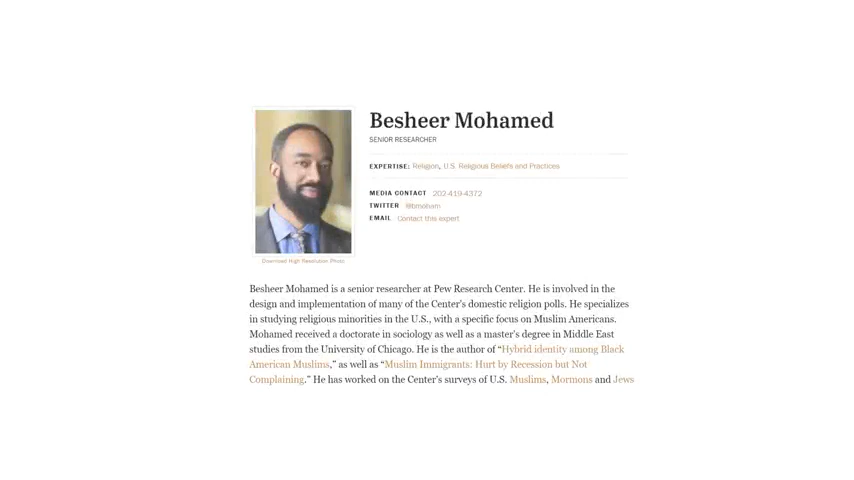 Besheer Mohamed
SENIOR RESEARCHER
EXPERTISE: Religion, U.S. Religious Beliefs and Practices
MEDIA CONTACT 202-419-4372
TWITTER @bmoham
EMAIL Contact this expert
Download High Resolution Photo
Besheer Mohamed is a senior researcher at Pew Research Center. He is involved in the
design and implementation of many of the Center's domestic religion polls. He specializes
in studying religious minorities in the U.S., with a specific focus on Muslim Americans.
Mohamed received a doctorate in sociology as well as a master's degree in Middle East
studies from the University of Chicago. He is the author of “Hybrid identity among Black
American Muslims,” as well as “Muslim Immigrants: Hurt by Recession but Not
Complaining.” He has worked on the Center's surveys of U.S. Muslims, Mormons and Jews